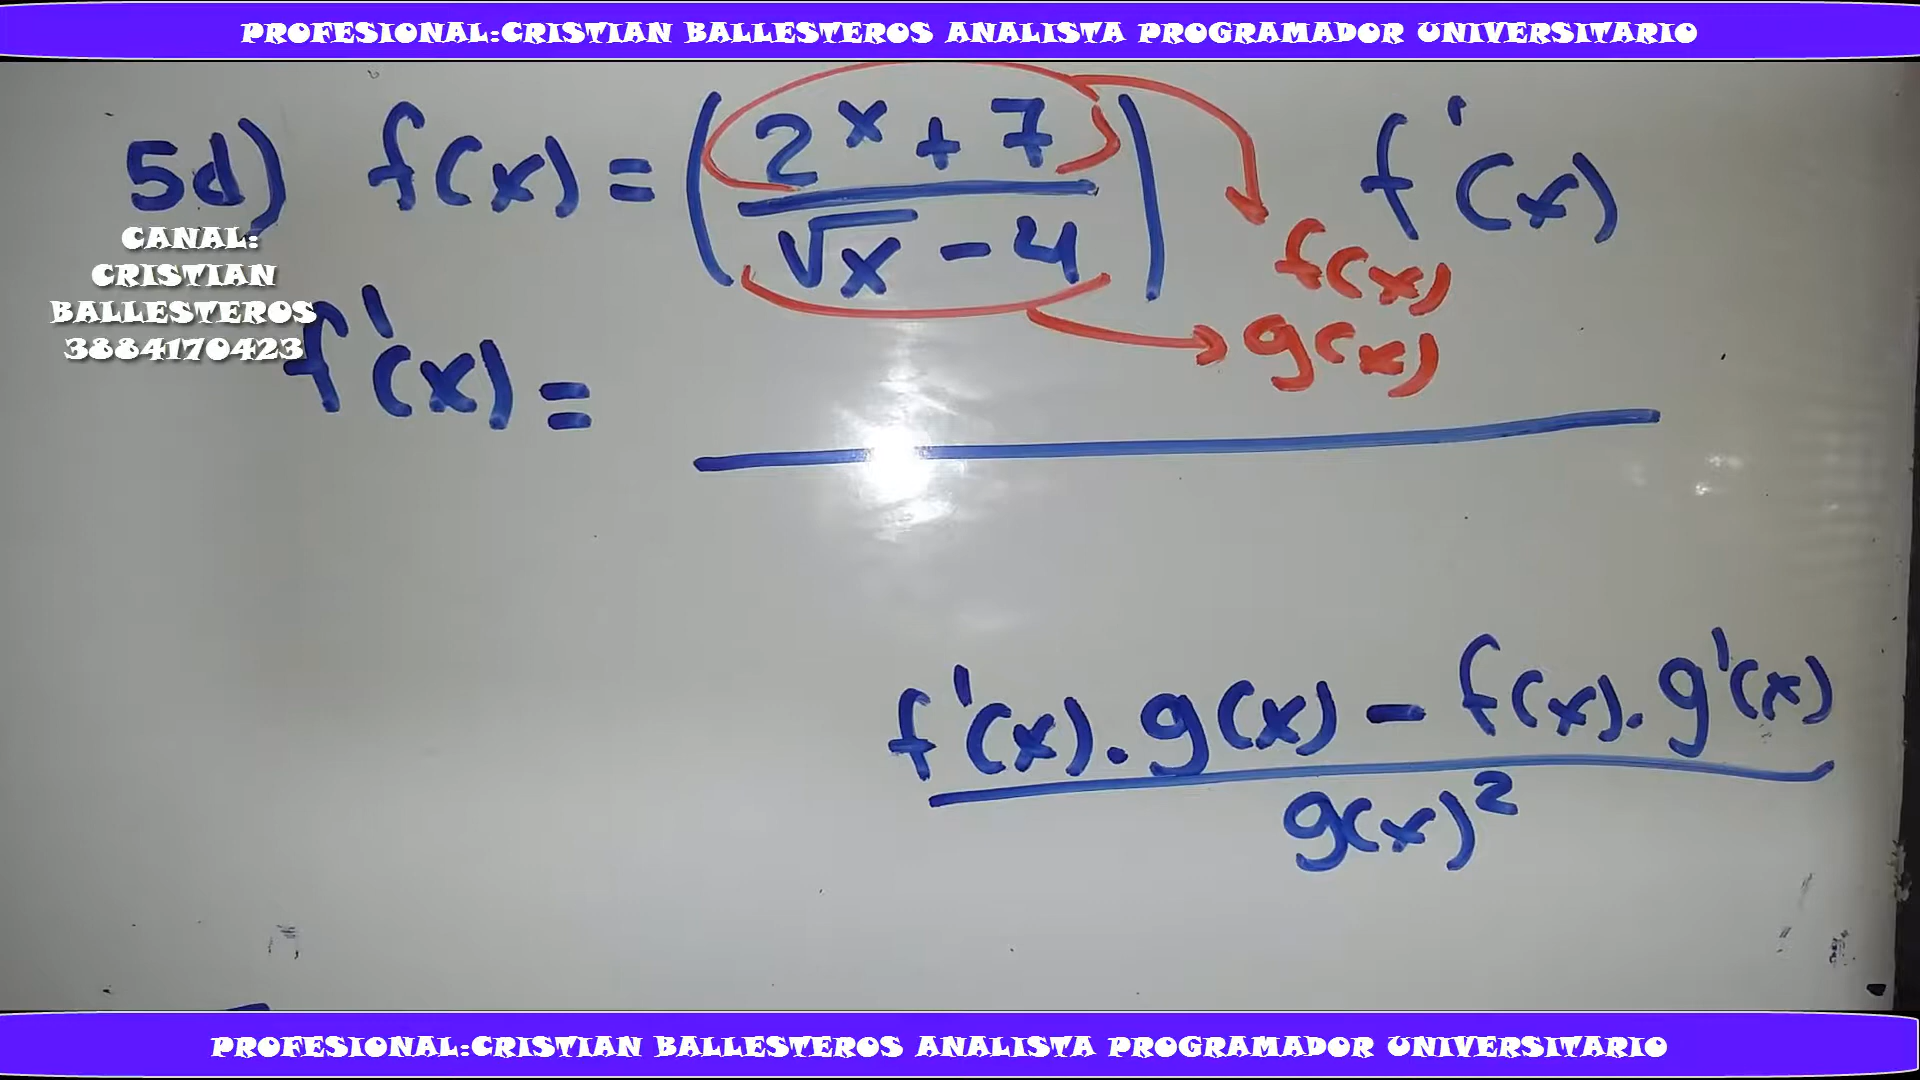 PROFESIONAL:CRISTIAN BALLESTEROS ANALISTA PROGRAMADOR UNIVERSITARIO
5d) f(x) = ( (2^x + 7) / (√x - 4) ) f'(x)
f(x)
g(x)
CANAL:
CRISTIAN
BALLESTEROS
3884170423
f'(x) =
f'(x) . g(x) - f(x) . g'(x)
g(x)²
PROFESIONAL:CRISTIAN BALLESTEROS ANALISTA PROGRAMADOR UNIVERSITARIO